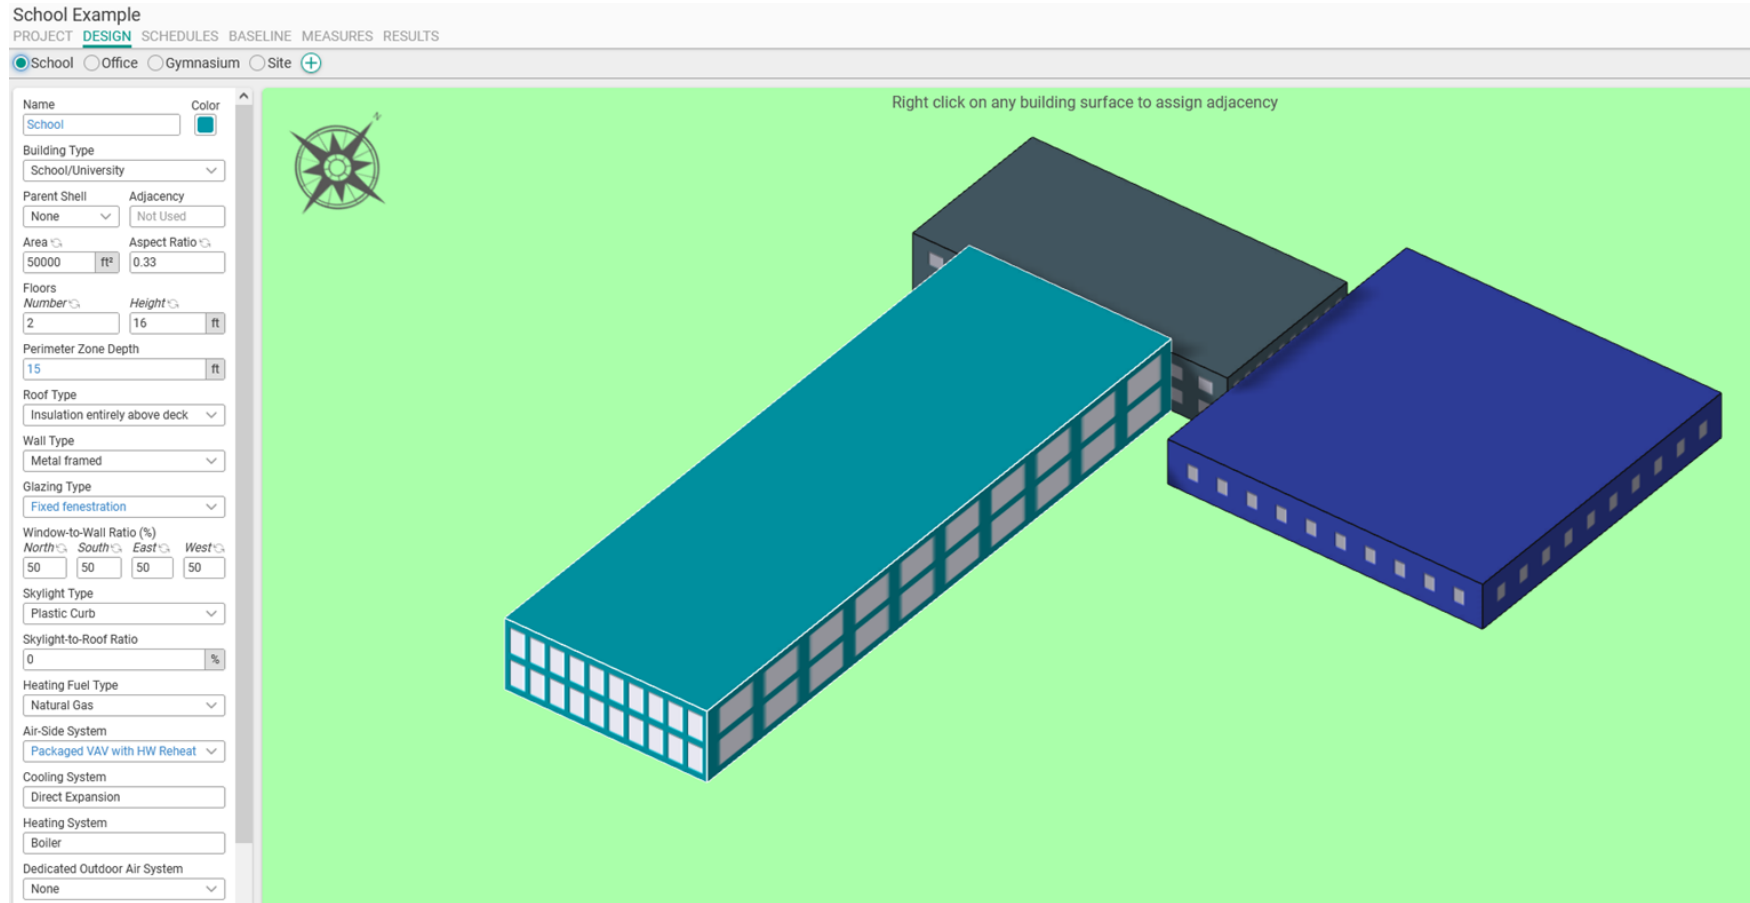 School Example
PROJECT DESIGN SCHEDULES BASELINE MEASURES RESULTS
School Office Gymnasium Site
Right click on any building surface to assign adjacency
N
Name Color
School
Building Type
School/University
Parent Shell Adjacency
None Not Used
Area Aspect Ratio
50000 ft² 0.33
Floors
Number Height
2 16 ft
Perimeter Zone Depth
15 ft
Roof Type
Insulation entirely above deck
Wall Type
Metal framed
Glazing Type
Fixed fenestration
Window-to-Wall Ratio (%)
North South East West
50 50 50 50
Skylight Type
Plastic Curb
Skylight-to-Roof Ratio
0 %
Heating Fuel Type
Natural Gas
Air-Side System
Packaged VAV with HW Reheat
Cooling System
Direct Expansion
Heating System
Boiler
Dedicated Outdoor Air System
None